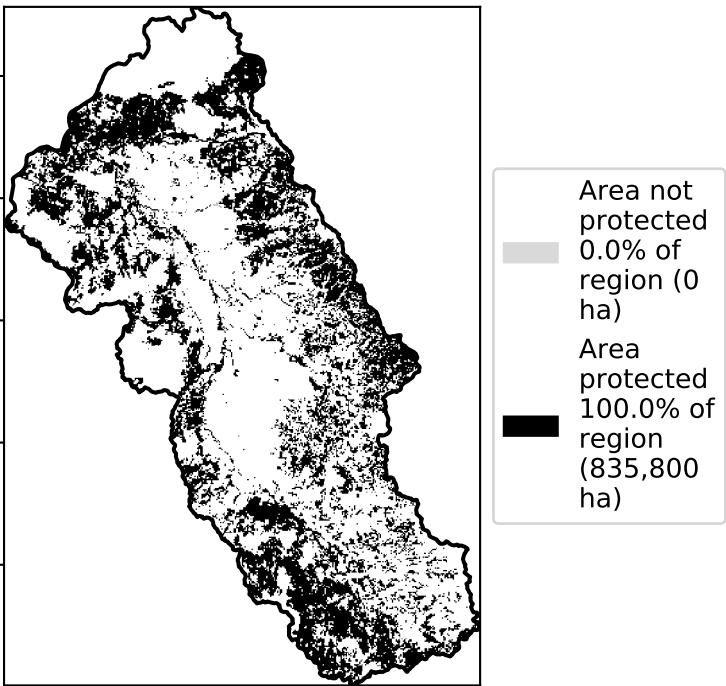 Area not
protected
0.0% of
region (0
ha)
Area
protected
100.0% of
region
(835,800
ha)